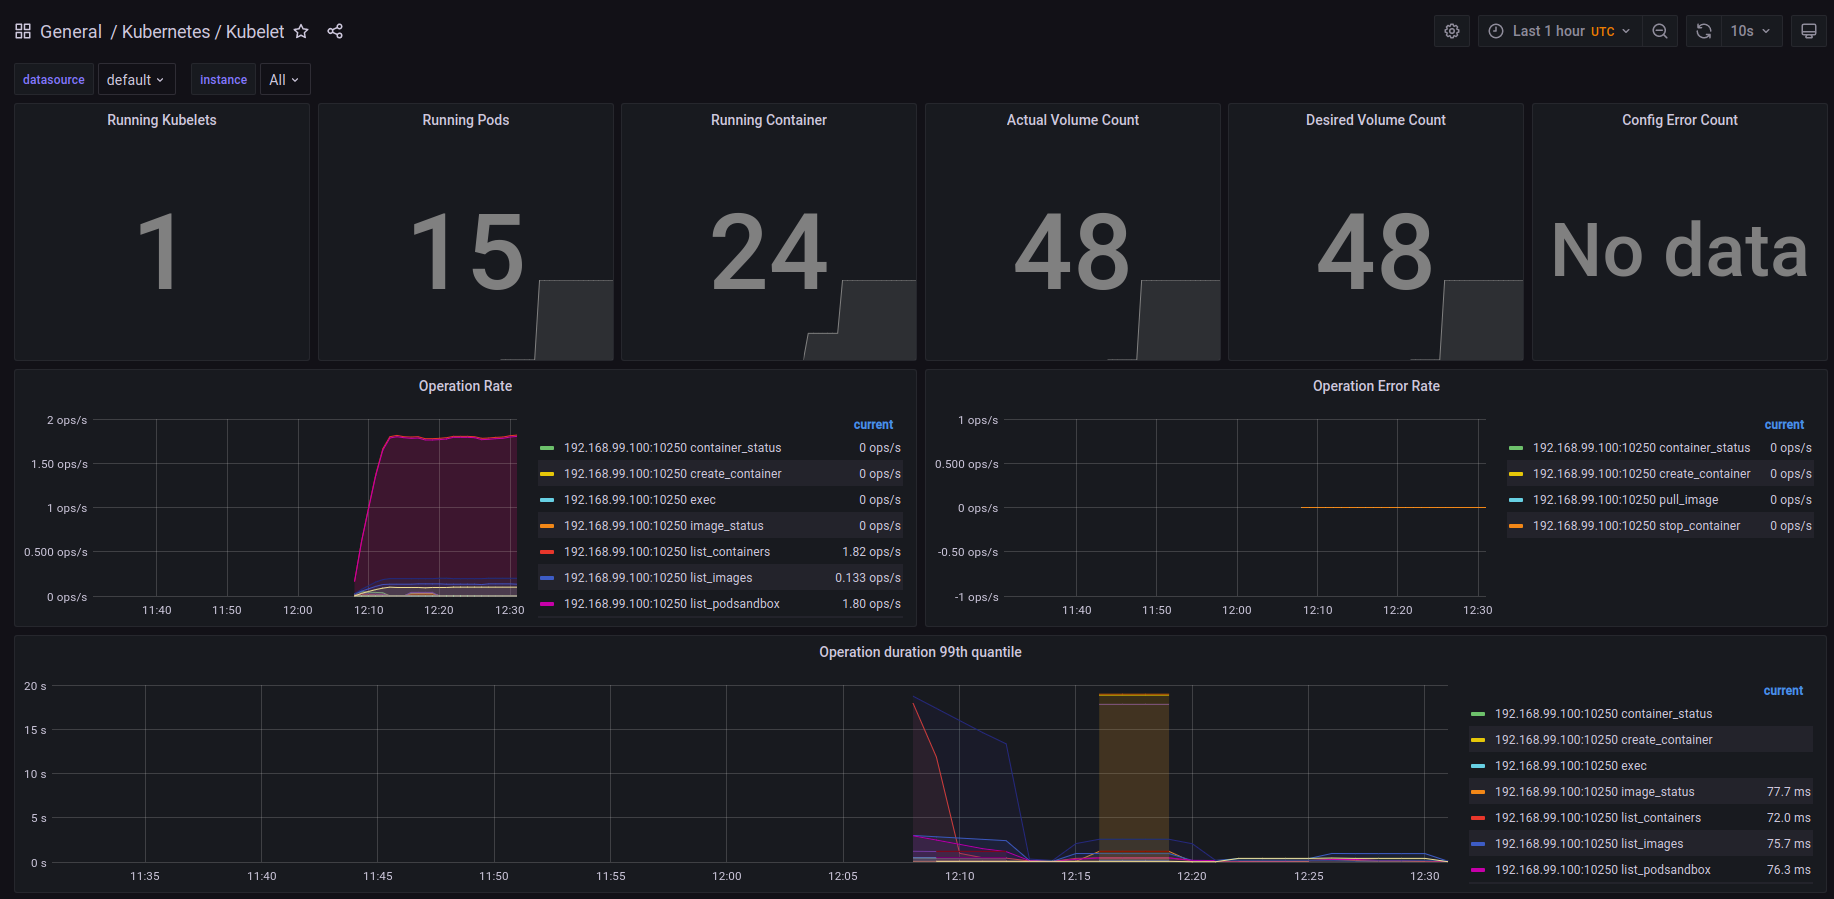 General / Kubernetes / Kubelet
Last 1 hour UTC
10s
datasource default instance All
Running Kubelets
1
Running Pods
15
Running Container
24
Actual Volume Count
48
Desired Volume Count
48
Config Error Count
No data
Operation Rate
2 ops/s
1.50 ops/s
1 ops/s
0.500 ops/s
0 ops/s
11:40 11:50 12:00 12:10 12:20 12:30
current
192.168.99.100:10250 container_status 0 ops/s
192.168.99.100:10250 create_container 0 ops/s
192.168.99.100:10250 exec 0 ops/s
192.168.99.100:10250 image_status 0 ops/s
192.168.99.100:10250 list_containers 1.82 ops/s
192.168.99.100:10250 list_images 0.133 ops/s
192.168.99.100:10250 list_podsandbox 1.80 ops/s
Operation Error Rate
1 ops/s
0.500 ops/s
0 ops/s
-0.50 ops/s
-1 ops/s
11:40 11:50 12:00 12:10 12:20 12:30
current
192.168.99.100:10250 container_status 0 ops/s
192.168.99.100:10250 create_container 0 ops/s
192.168.99.100:10250 pull_image 0 ops/s
192.168.99.100:10250 stop_container 0 ops/s
Operation duration 99th quantile
20 s
15 s
10 s
5 s
0 s
11:35 11:40 11:45 11:50 11:55 12:00 12:05 12:10 12:15 12:20 12:25 12:30
current
192.168.99.100:10250 container_status
192.168.99.100:10250 create_container
192.168.99.100:10250 exec
192.168.99.100:10250 image_status 77.7 ms
192.168.99.100:10250 list_containers 72.0 ms
192.168.99.100:10250 list_images 75.7 ms
192.168.99.100:10250 list_podsandbox 76.3 ms